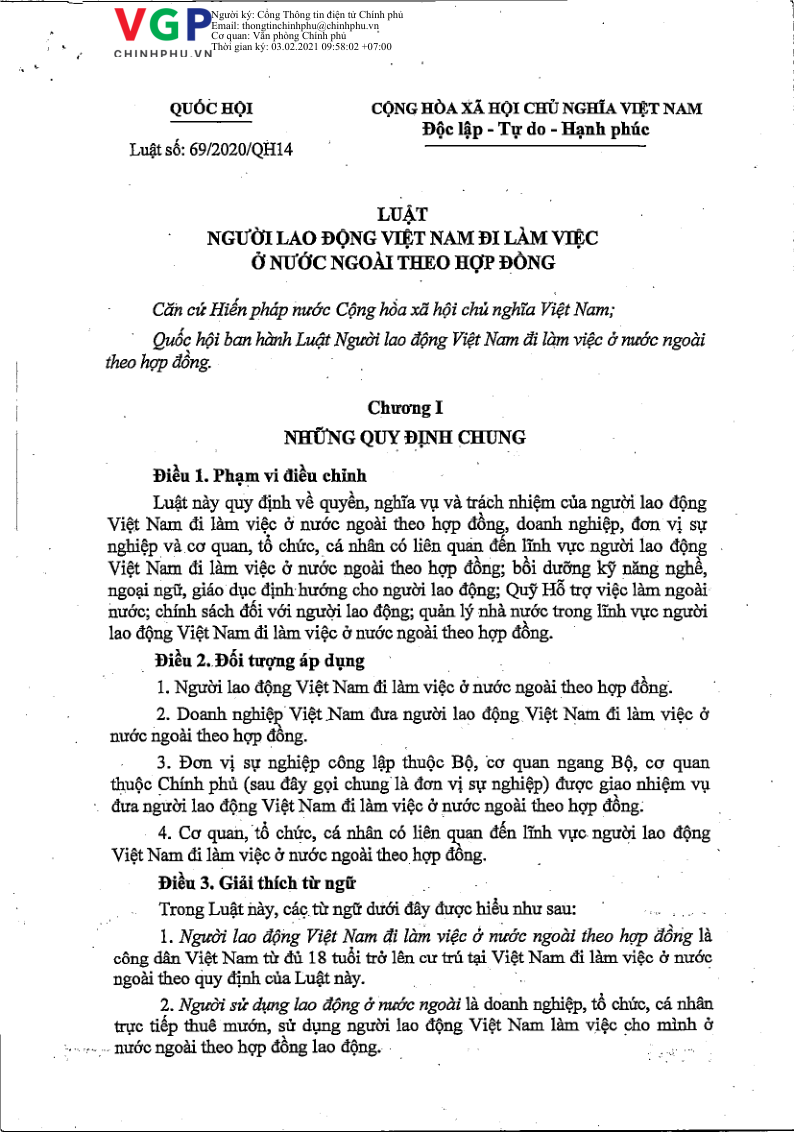 VGP
CHINHPHU.VN
Người ký: Cổng Thông tin điện tử Chính phủ
Email: thongtinchinhphu@chinhphu.vn
Cơ quan: Văn phòng Chính phủ
Thời gian ký: 03.02.2021 09:58:02 +07:00
QUỐC HỘI
CỘNG HÒA XÃ HỘI CHỦ NGHĨA VIỆT NAM
Độc lập - Tự do - Hạnh phúc
Luật số: 69/2020/QH14
LUẬT
NGƯỜI LAO ĐỘNG VIỆT NAM ĐI LÀM VIỆC
Ở NƯỚC NGOÀI THEO HỢP ĐỒNG
Căn cứ Hiến pháp nước Cộng hòa xã hội chủ nghĩa Việt Nam;
Quốc hội ban hành Luật Người lao động Việt Nam đi làm việc ở nước ngoài
theo hợp đồng.
Chương I
NHỮNG QUY ĐỊNH CHUNG
Điều 1. Phạm vi điều chỉnh
Luật này quy định về quyền, nghĩa vụ và trách nhiệm của người lao động
Việt Nam đi làm việc ở nước ngoài theo hợp đồng, doanh nghiệp, đơn vị sự
nghiệp và cơ quan, tổ chức, cá nhân có liên quan đến lĩnh vực người lao động
Việt Nam đi làm việc ở nước ngoài theo hợp đồng; bồi dưỡng kỹ năng nghề,
ngoại ngữ, giáo dục định hướng cho người lao động; Quỹ Hỗ trợ việc làm ngoài
nước; chính sách đối với người lao động; quản lý nhà nước trong lĩnh vực người
lao động Việt Nam đi làm việc ở nước ngoài theo hợp đồng.
Điều 2. Đối tượng áp dụng
1. Người lao động Việt Nam đi làm việc ở nước ngoài theo hợp đồng.
2. Doanh nghiệp Việt Nam đưa người lao động Việt Nam đi làm việc ở
nước ngoài theo hợp đồng.
3. Đơn vị sự nghiệp công lập thuộc Bộ, cơ quan ngang Bộ, cơ quan
thuộc Chính phủ (sau đây gọi chung là đơn vị sự nghiệp) được giao nhiệm vụ
đưa người lao động Việt Nam đi làm việc ở nước ngoài theo hợp đồng.
4. Cơ quan, tổ chức, cá nhân có liên quan đến lĩnh vực người lao động
Việt Nam đi làm việc ở nước ngoài theo hợp đồng.
Điều 3. Giải thích từ ngữ
Trong Luật này, các từ ngữ dưới đây được hiểu như sau:
1. Người lao động Việt Nam đi làm việc ở nước ngoài theo hợp đồng là
công dân Việt Nam từ đủ 18 tuổi trở lên cư trú tại Việt Nam đi làm việc ở nước
ngoài theo quy định của Luật này.
2. Người sử dụng lao động ở nước ngoài là doanh nghiệp, tổ chức, cá nhân
trực tiếp thuê mướn, sử dụng người lao động Việt Nam làm việc cho mình ở
nước ngoài theo hợp đồng lao động.